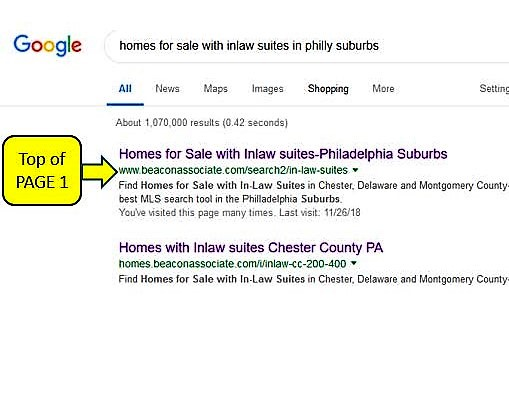 Google
homes for sale with inlaw suites in philly suburbs
All News Maps Images Shopping More Setting
About 1,070,000 results (0.42 seconds)
Top of
PAGE 1
Homes for Sale with Inlaw suites-Philadelphia Suburbs
www.beaconassociate.com/search2/in-law-suites
Find Homes for Sale with In-Law Suites in Chester, Delaware and Montgomery County-
best MLS search tool in the Philladelphia Suburbs.
You've visited this page many times. Last visit: 11/26/18
Homes with Inlaw suites Chester County PA
homes.beaconassociate.com/i/inlaw-cc-200-400
Find Homes for Sale with In-Law Suites in Chester, Delaware and Montgomery County-